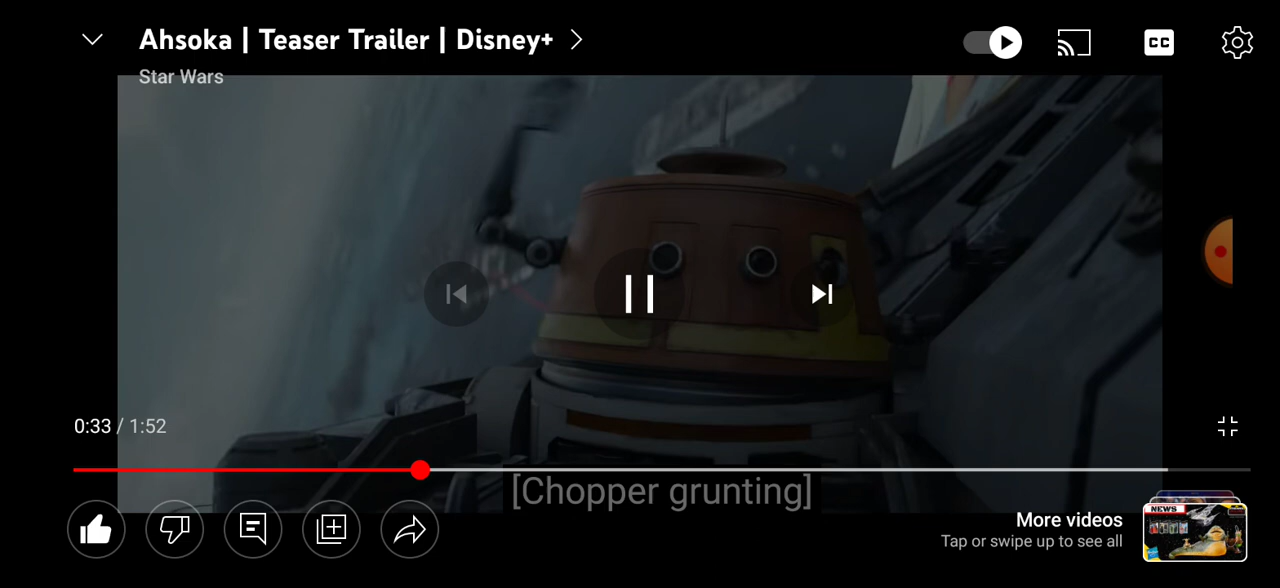 Ahsoka | Teaser Trailer | Disney+
Star Wars
CC
0:33 / 1:52
[Chopper grunting]
More videos
Tap or swipe up to see all
NEWS